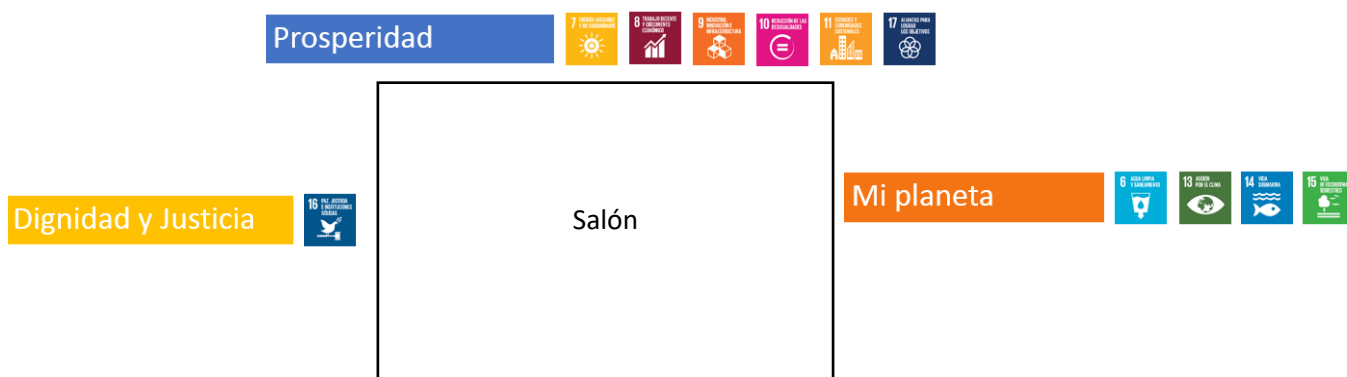 Prosperidad
7 ENERGÍA ASEQUIBLE
Y NO CONTAMINANTE
8 TRABAJO DECENTE
Y CRECIMIENTO
ECONÓMICO
9 INDUSTRIA,
INNOVACIÓN E
INFRAESTRUCTURA
10 REDUCCIÓN DE LAS
DESIGUALDADES
11 CIUDADES Y
COMUNIDADES
SOSTENIBLES
17 ALIANZAS PARA
LOGRAR
LOS OBJETIVOS
Dignidad y Justicia
16 PAZ, JUSTICIA
E INSTITUCIONES
SÓLIDAS
Salón
Mi planeta
6 AGUA LIMPIA
Y SANEAMIENTO
13 ACCIÓN
POR EL CLIMA
14 VIDA
SUBMARINA
15 VIDA
DE ECOSISTEMAS
TERRESTRES